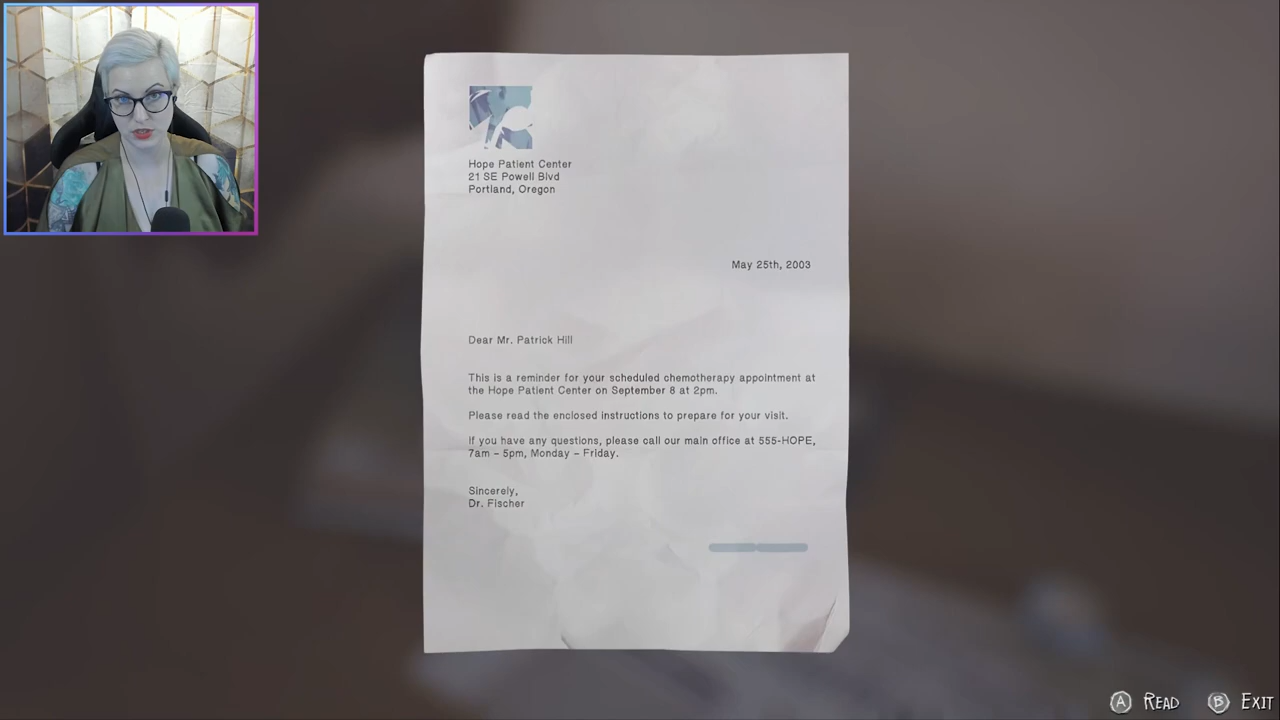 Hope Patient Center
21 SE Powell Blvd
Portland, Oregon
May 25th, 2003
Dear Mr. Patrick Hill
This is a reminder for your scheduled chemotherapy appointment at
the Hope Patient Center on September 8 at 2pm.
Please read the enclosed instructions to prepare for your visit.
If you have any questions, please call our main office at 555-HOPE,
7am – 5pm, Monday – Friday.
Sincerely,
Dr. Fischer
A READ B EXIT